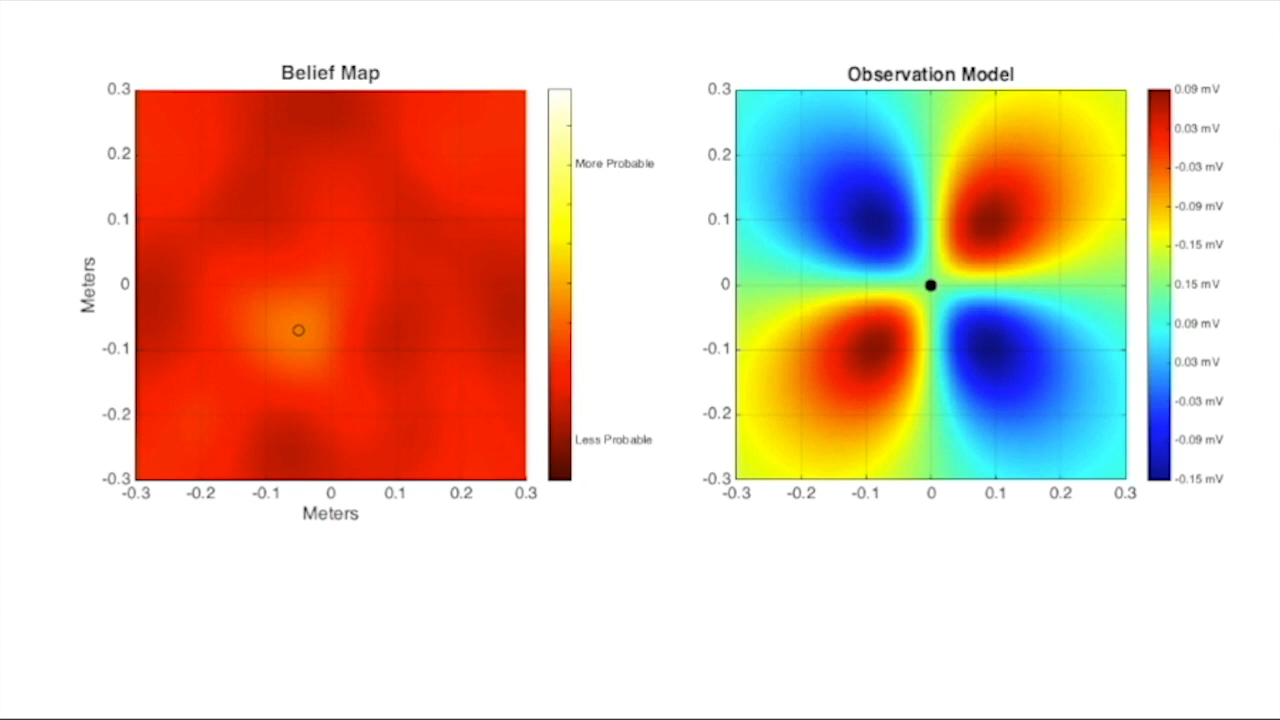 Belief Map
0.3
0.2
0.1
0
-0.1
-0.2
-0.3
Meters
-0.3 -0.2 -0.1 0 0.1 0.2 0.3
Meters
More Probable
Less Probable
Observation Model
0.3
0.2
0.1
0
-0.1
-0.2
-0.3
-0.3 -0.2 -0.1 0 0.1 0.2 0.3
0.09 mV
0.03 mV
-0.03 mV
-0.09 mV
-0.15 mV
0.15 mV
0.09 mV
0.03 mV
-0.03 mV
-0.09 mV
-0.15 mV